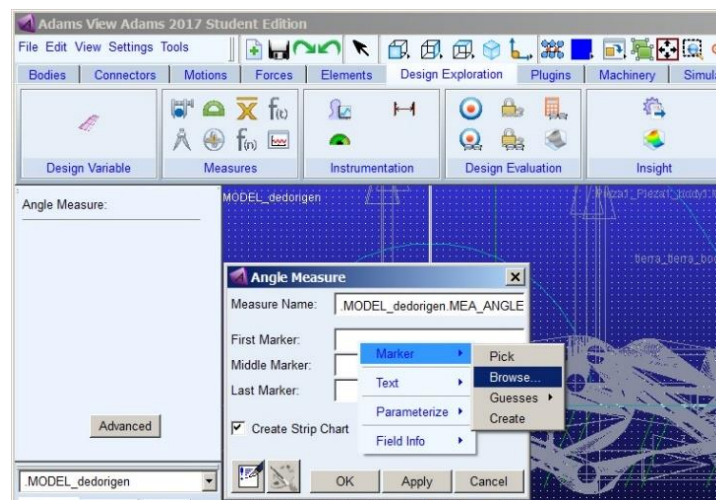 Adams View Adams 2017 Student Edition
File Edit View Settings Tools
Bodies Connectors Motions Forces Elements Design Exploration Plugins Machinery
f(t)
f(n)
Design Variable Measures Instrumentation Design Evaluation Insight
Angle Measure:
MODEL_dedorigen
Angle Measure
Measure Name: .MODEL_dedorigen.MEA_ANGLE
First Marker:
Middle Marker:
Last Marker:
Marker
Text
Parameterize
Field Info
Pick
Browse...
Guesses
Create
Create Strip Chart
Advanced
OK Apply Cancel
.MODEL_dedorigen